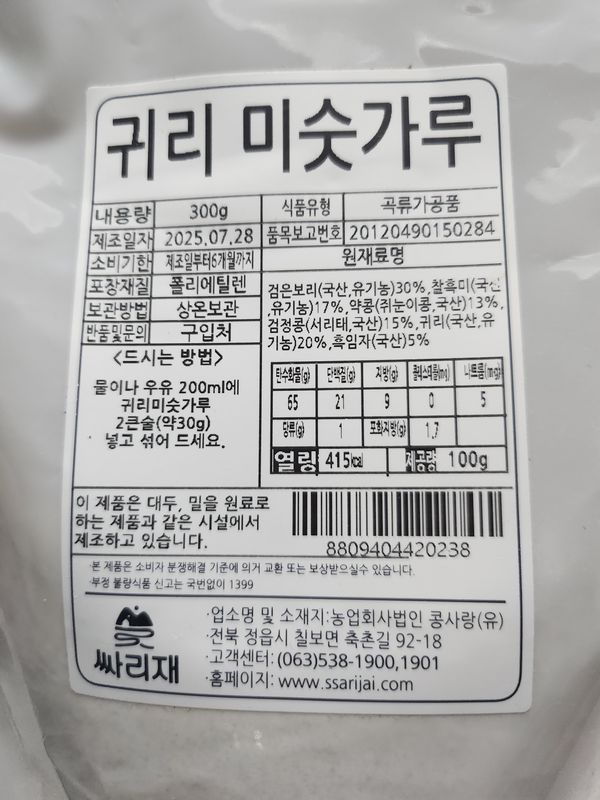 귀리 미숫가루
내용량 300g 식품유형 곡류가공품
제조일자 2025.07.28 품목보고번호 20120490150284
소비기한 제조일부터6개월까지 원재료명
포장재질 폴리에틸렌
보관방법 상온보관
반품및문의 구입처
검은보리(국산,유기농)30%,찰흑미(국산
,유기농)17%,약콩(쥐눈이콩,국산)13%,
검정콩(서리태,국산)15%,귀리(국산,유
기농)20%,흑임자(국산)5%
<드시는 방법>
물이나 우유 200ml에
귀리미숫가루
2큰술(약30g)
넣고 섞어 드세요.
탄수화물(g) 단백질(g) 지방(g) 콜레스테롤(mg) 나트륨(mg)
65 21 9 0 5
당류(g) 1 포화지방(g) 1.7
열량 415kcal 제공량 100g
이 제품은 대두, 밀을 원료로
하는 제품과 같은 시설에서
제조하고 있습니다.
8809404420238
·본 제품은 소비자 분쟁해결 기준에 의거 교환 또는 보상받으실수 있습니다.
·부정 불량식품 신고는 국번없이 1399
싸리재
·업소명 및 소재지:농업회사법인 콩사랑(유)
·전북 정읍시 칠보면 축촌길 92-18
·고객센터:(063)538-1900,1901
·홈페이지: www.ssarijai.com